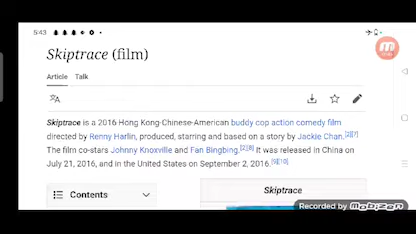 5:43
Skiptrace (film)
Article Talk
Skiptrace is a 2016 Hong Kong-Chinese-American buddy cop action comedy film
directed by Renny Harlin, produced, starring and based on a story by Jackie Chan.[2][7]
The film co-stars Johnny Knoxville and Fan Bingbing.[2][8] It was released in China on
July 21, 2016, and in the United States on September 2, 2016.[9][10]
Contents
Skiptrace
Recorded by Mobizen